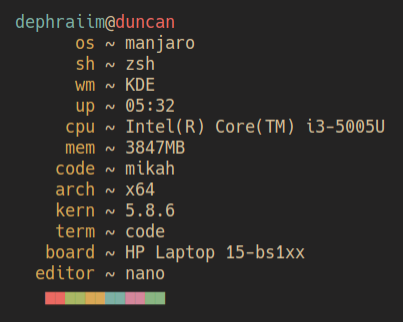 dephraiim@duncan
os ~ manjaro
sh ~ zsh
wm ~ KDE
up ~ 05:32
cpu ~ Intel(R) Core(TM) i3-5005U
mem ~ 3847MB
code ~ mikah
arch ~ x64
kern ~ 5.8.6
term ~ code
board ~ HP Laptop 15-bs1xx
editor ~ nano